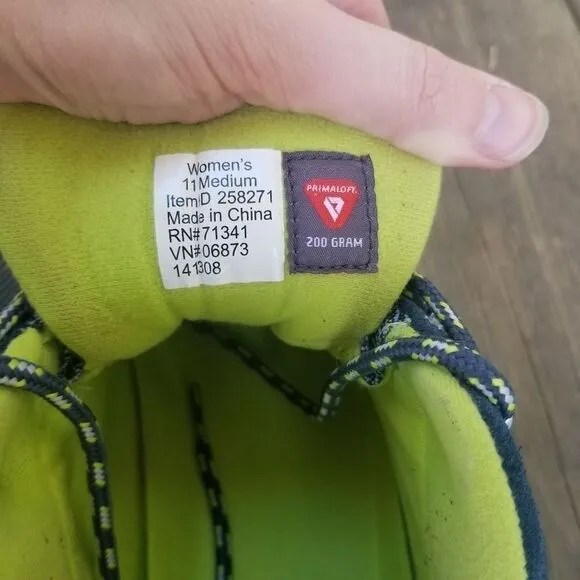 Women's
11 Medium
Item ID 258271
Made in China
RN#71341
VN#06873
141308
PRIMALOFT
200 GRAM